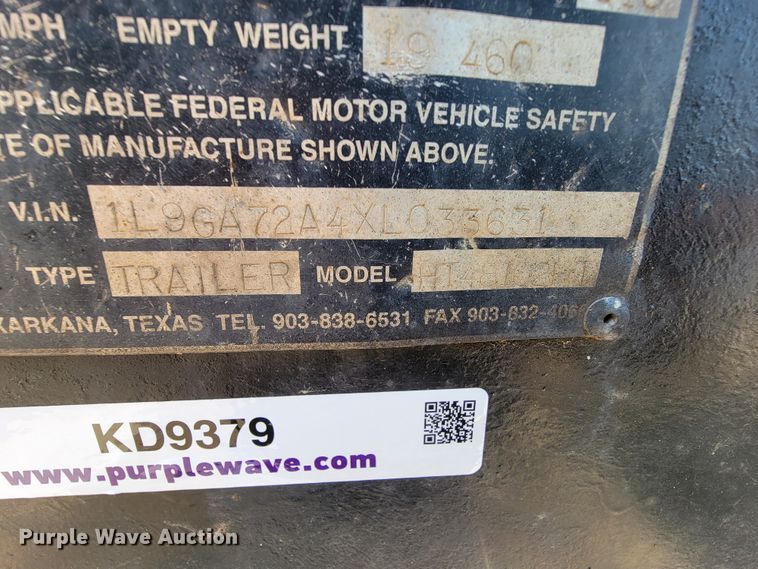 MPH EMPTY WEIGHT 19 460
PPLICABLE FEDERAL MOTOR VEHICLE SAFETY
TE OF MANUFACTURE SHOWN ABOVE.
V.I.N. 1L9GA72A4XL033631
TYPE TRAILER MODEL
XARKANA, TEXAS TEL. 903-838-6531 FAX 903-832-406
KD9379
www.purplewave.com
Purple Wave Auction